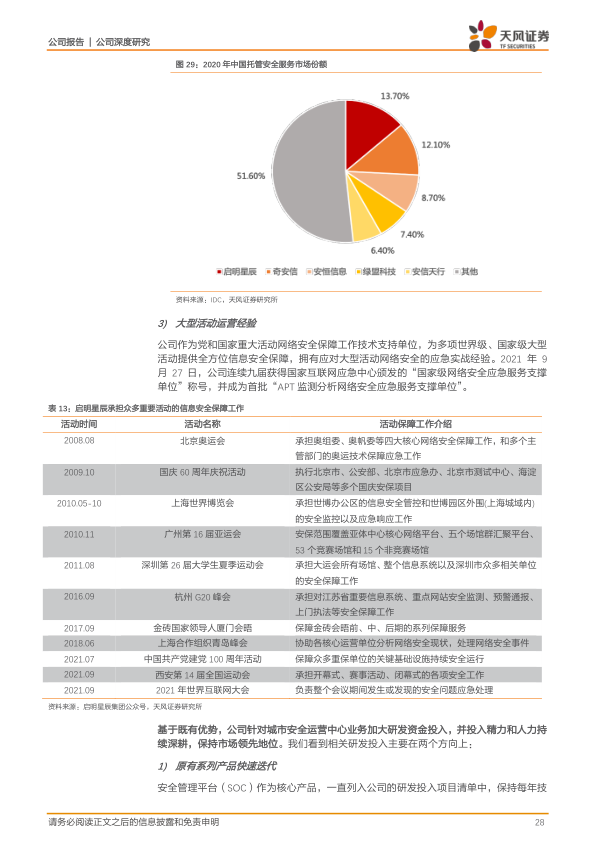 公司报告 | 公司深度研究
天风证券
TF SECURITIES
图 29：2020 年中国托管安全服务市场份额
13.70%
12.10%
8.70%
7.40%
6.40%
51.60%
启明星辰 奇安信 安恒信息 绿盟科技 安信天行 其他
资料来源：IDC，天风证券研究所
3） 大型活动运营经验
公司作为党和国家重大活动网络安全保障工作技术支持单位，为多项世界级、国家级大型
活动提供全方位信息安全保障，拥有应对大型活动网络安全的应急实战经验。2021 年 9
月 27 日，公司连续九届获得国家互联网应急中心颁发的“国家级网络安全应急服务支撑
单位”称号，并成为首批“APT 监测分析网络安全应急服务支撑单位”。
表 13：启明星辰承担众多重要活动的信息安全保障工作
活动时间 活动名称 活动保障工作介绍
2008.08 北京奥运会 承担奥组委、奥帆委等四大核心网络安全保障工作，和多个主
管部门的奥运技术保障应急工作
2009.10 国庆 60 周年庆祝活动 执行北京市、公安部、北京市应急办、北京市测试中心、海淀
区公安局等多个国庆安保项目
2010.05-10 上海世界博览会 承担世博办公区的信息安全管控和世博园区外围(上海城域内)
的安全监控以及应急响应工作
2010.11 广州第 16 届亚运会 安保范围覆盖亚体中心核心网络平台、五个场馆群汇聚平台、
53 个竞赛场馆和 15 个非竞赛场馆
2011.08 深圳第 26 届大学生夏季运动会 承担大运会所有场馆、整个信息系统以及深圳市众多相关单位
的安全保障工作
2016.09 杭州 G20 峰会 承担对江苏省重要信息系统、重点网站安全监测、预警通报、
上门执法等安全保障工作
2017.09 金砖国家领导人厦门会晤 保障金砖会晤前、中、后期的系列保障服务
2018.06 上海合作组织青岛峰会 协助各核心运营单位分析网络安全现状，处理网络安全事件
2021.07 中国共产党建党 100 周年活动 保障众多重保单位的关键基础设施持续安全运行
2021.09 西安第 14 届全国运动会 承担开幕式、赛事活动、闭幕式的各项安全工作
2021.09 2021 年世界互联网大会 负责整个会议期间发生或发现的安全问题应急处理
资料来源：启明星辰集团公众号，天风证券研究所
基于既有优势，公司针对城市安全运营中心业务加大研发资金投入，并投入精力和人力持
续深耕，保持市场领先地位。我们看到相关研发投入主要在两个方向上：
1） 原有系列产品快速迭代
安全管理平台（SOC）作为核心产品，一直列入公司的研发投入项目清单中，保持每年技
请务必阅读正文之后的信息披露和免责申明 28